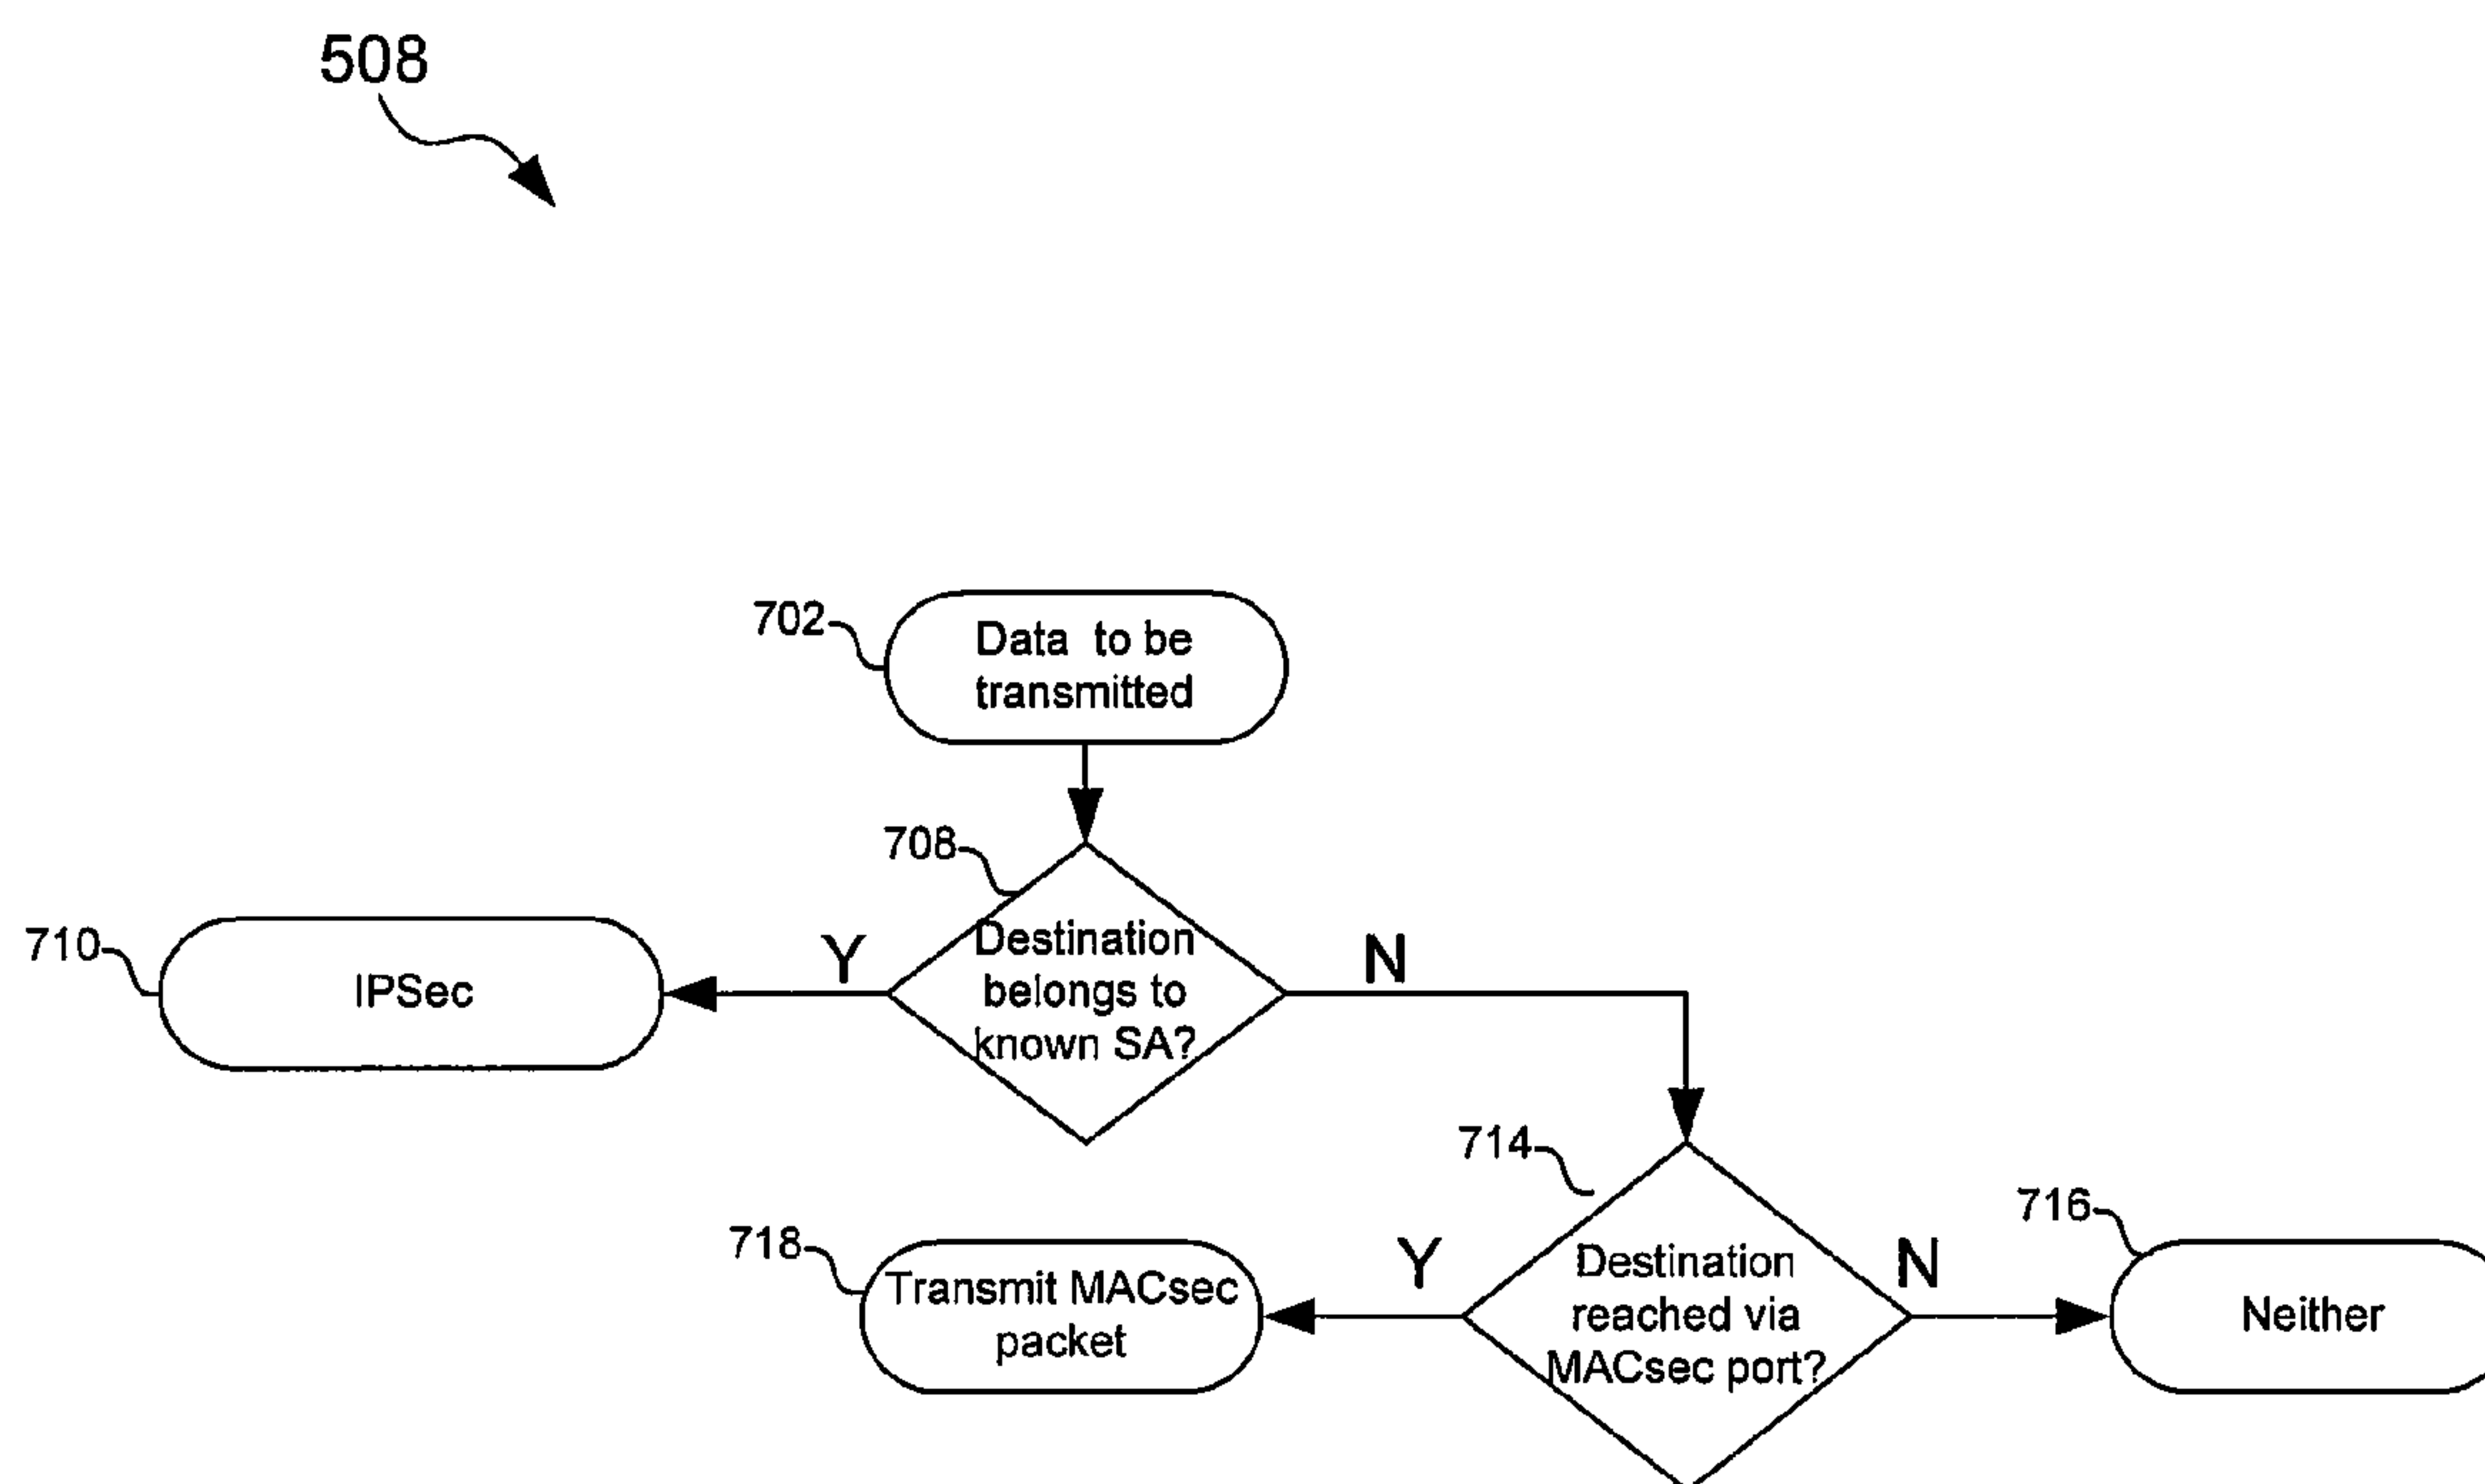 508
702
Data to be
transmitted
708
Destination
belongs to
known SA?
Y
N
710
IPSec
714
Destination
reached via
MACsec port?
Y
N
716
Neither
718
Transmit MACsec
packet